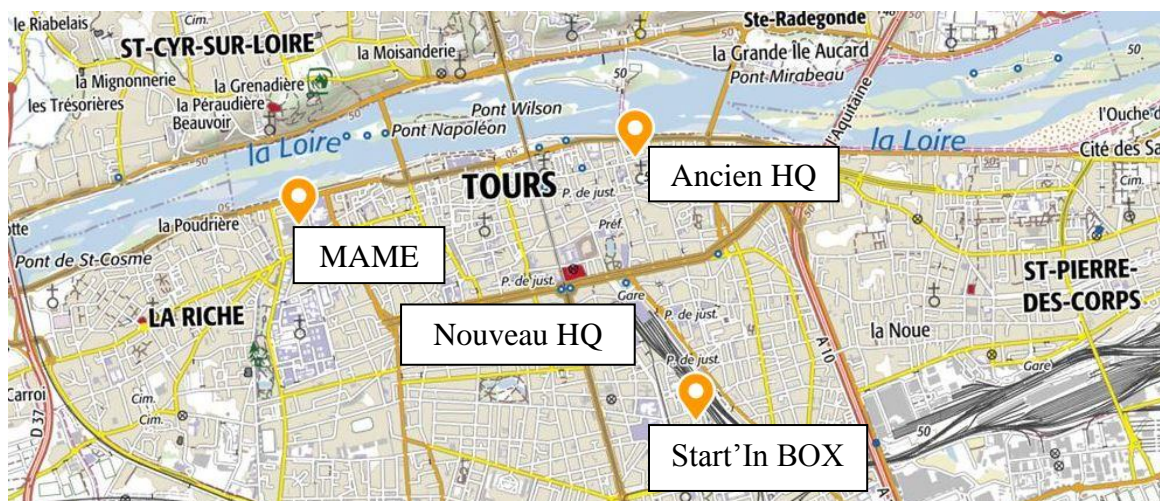 le Riabelais
Cim.
ST-CYR-SUR-LOIRE
la Moisanderie
Ste-Radegonde
la Grande Île Aucard
Pont Mirabeau
la Mignonnerie
la Grenadière
les Trésorières
la Péraudière
Beauvoir
50
50
Pont Wilson
Pont Napoléon
l'Aquitaine
l'Ouche d
la Loire
la Loire
Cité des Sa
TOURS
P. de just.
Ancien HQ
Cim.
la Poudrière
otte
Préf.
Pont de St-Cosme
MAME
P. de just.
Gare
ST-PIERRE-
DES-CORPS
LA RICHE
P. de just.
la Noue
Nouveau HQ
A 10
P. de just.
Gare
Carroi
Cim.
Cim.
D 37
50
Start'In BOX
A